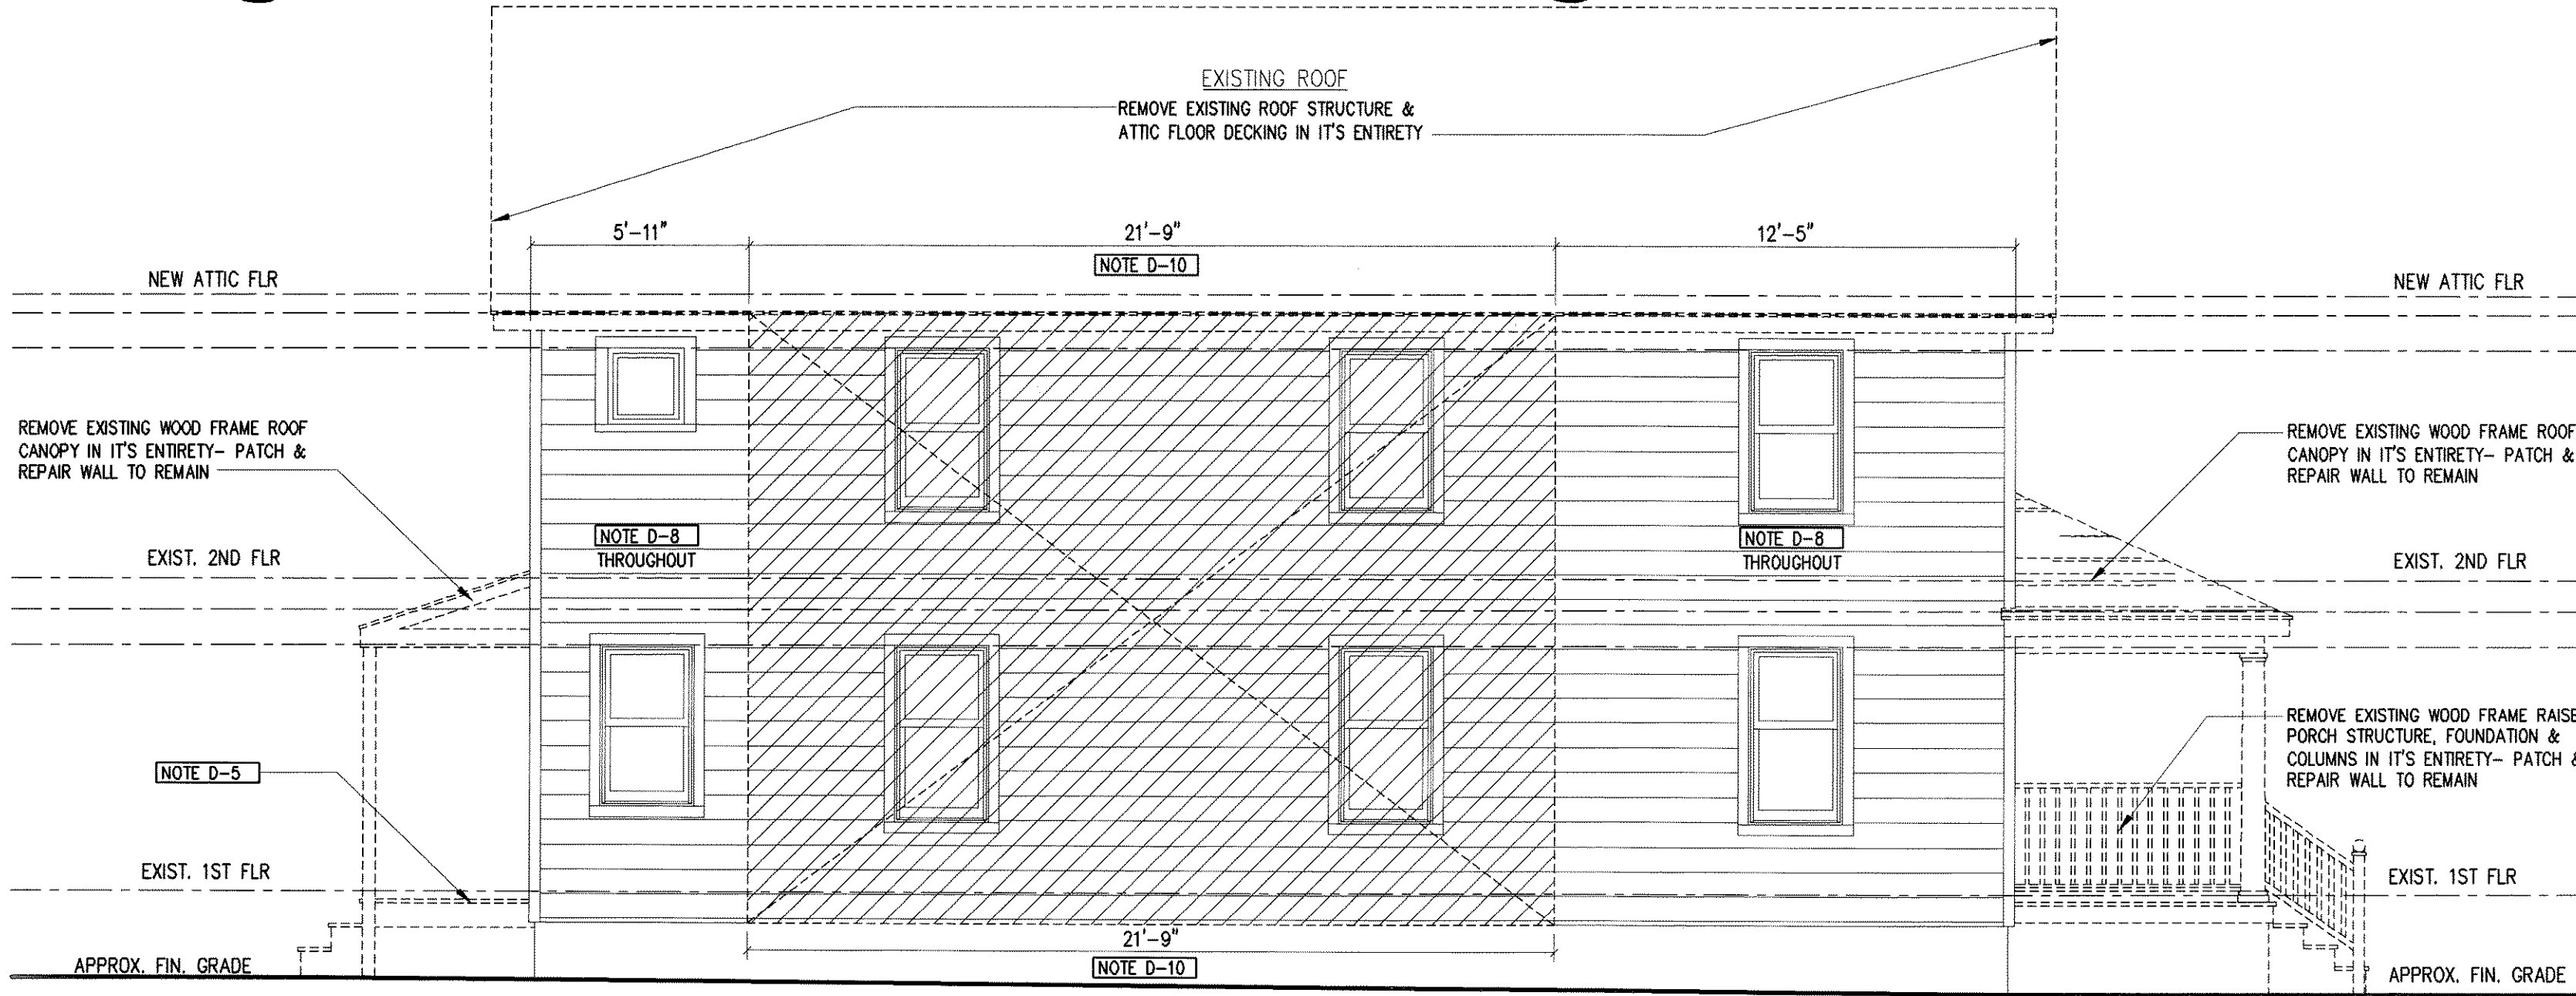 EXISTING ROOF
REMOVE EXISTING ROOF STRUCTURE &
ATTIC FLOOR DECKING IN IT'S ENTIRETY
5'-11"
21'-9"
12'-5"
NOTE D-10
NEW ATTIC FLR
NEW ATTIC FLR
REMOVE EXISTING WOOD FRAME ROOF
CANOPY IN IT'S ENTIRETY- PATCH &
REPAIR WALL TO REMAIN
REMOVE EXISTING WOOD FRAME ROOF
CANOPY IN IT'S ENTIRETY- PATCH &
REPAIR WALL TO REMAIN
NOTE D-8
THROUGHOUT
NOTE D-8
THROUGHOUT
EXIST. 2ND FLR
EXIST. 2ND FLR
REMOVE EXISTING WOOD FRAME RAISE
PORCH STRUCTURE, FOUNDATION &
COLUMNS IN IT'S ENTIRETY- PATCH &
REPAIR WALL TO REMAIN
NOTE D-5
EXIST. 1ST FLR
EXIST. 1ST FLR
21'-9"
NOTE D-10
APPROX. FIN. GRADE
APPROX. FIN. GRADE